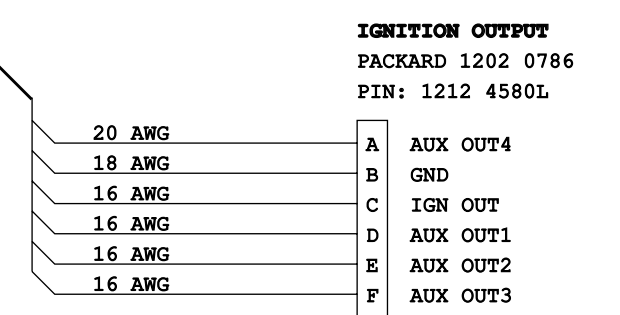 IGNITION OUTPUT
PACKARD 1202 0786
PIN: 1212 4580L
20 AWG A AUX OUT4
18 AWG B GND
16 AWG C IGN OUT
16 AWG D AUX OUT1
16 AWG E AUX OUT2
16 AWG F AUX OUT3